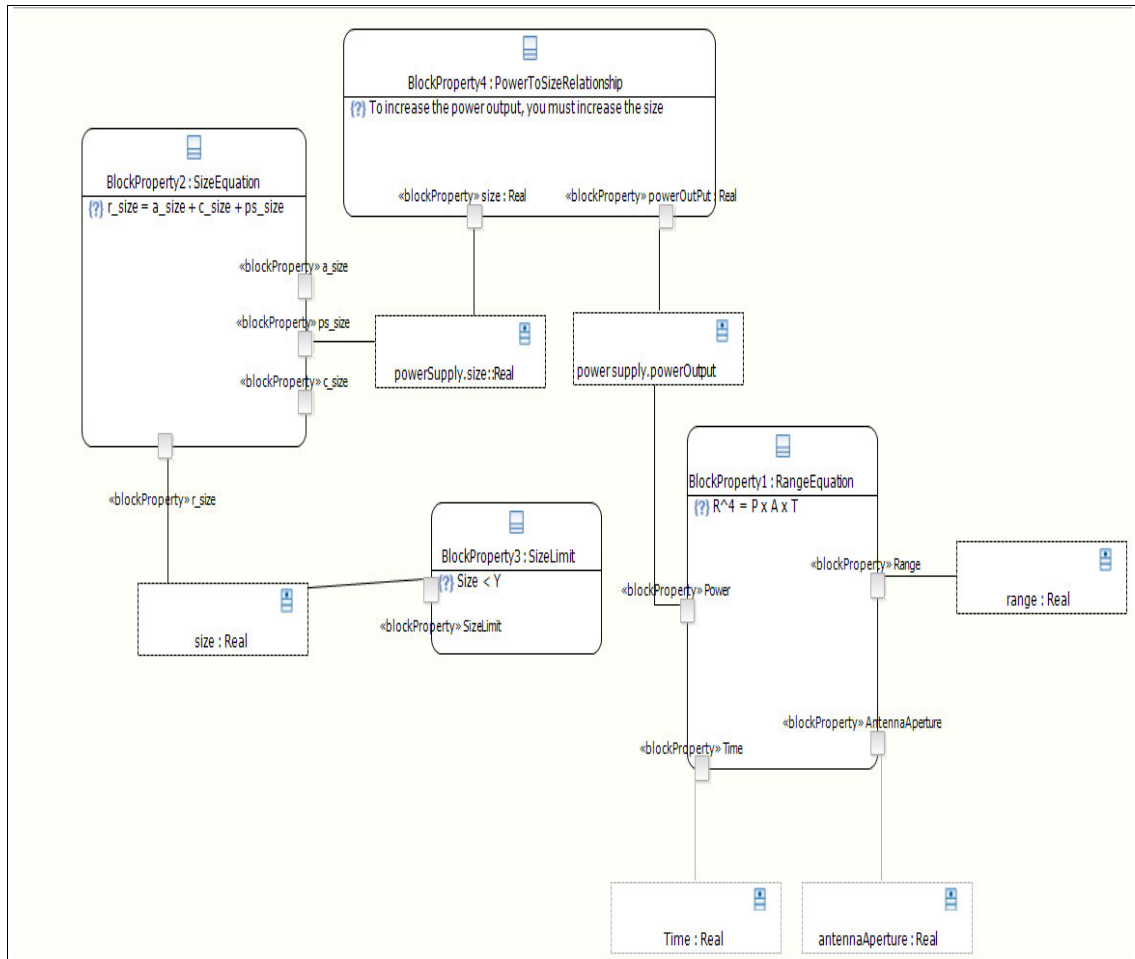 BlockProperty4 : PowerToSizeRelationship
{?} To increase the power output, you must increase the size
«blockProperty» size : Real
«blockProperty» powerOutPut : Real
BlockProperty2 : SizeEquation
{?} r_size = a_size + c_size + ps_size
«blockProperty» a_size
«blockProperty» ps_size
«blockProperty» c_size
«blockProperty» r_size
powerSupply.size::Real
power supply.powerOutput
BlockProperty1 : RangeEquation
{?} R^4 = P x A x T
«blockProperty» Range
«blockProperty» Power
«blockProperty» AntennaAperture
«blockProperty» Time
BlockProperty3 : SizeLimit
{?} Size < Y
«blockProperty» SizeLimit
size : Real
range : Real
Time : Real
antennaAperture : Real